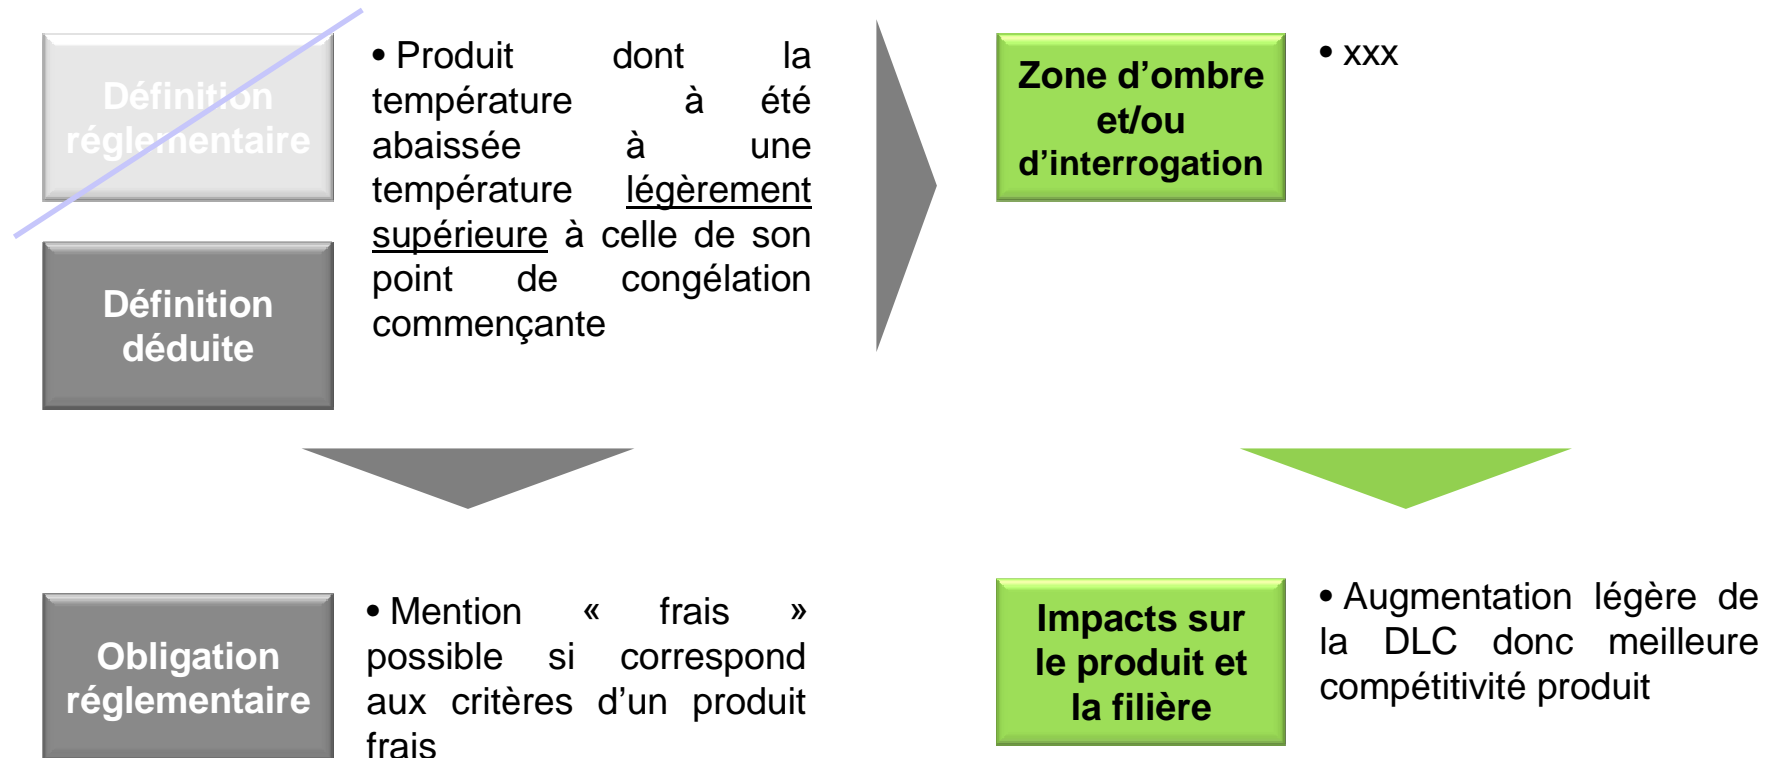 Définition
réglementaire
• Produit dont la
température à été
abaissée à une
température légèrement
supérieure à celle de son
point de congélation
commençante
Définition
déduite
Zone d’ombre
et/ou
d’interrogation
• xxx
Obligation
réglementaire
• Mention « frais »
possible si correspond
aux critères d’un produit
frais
Impacts sur
le produit et
la filière
• Augmentation légère de
la DLC donc meilleure
compétitivité produit